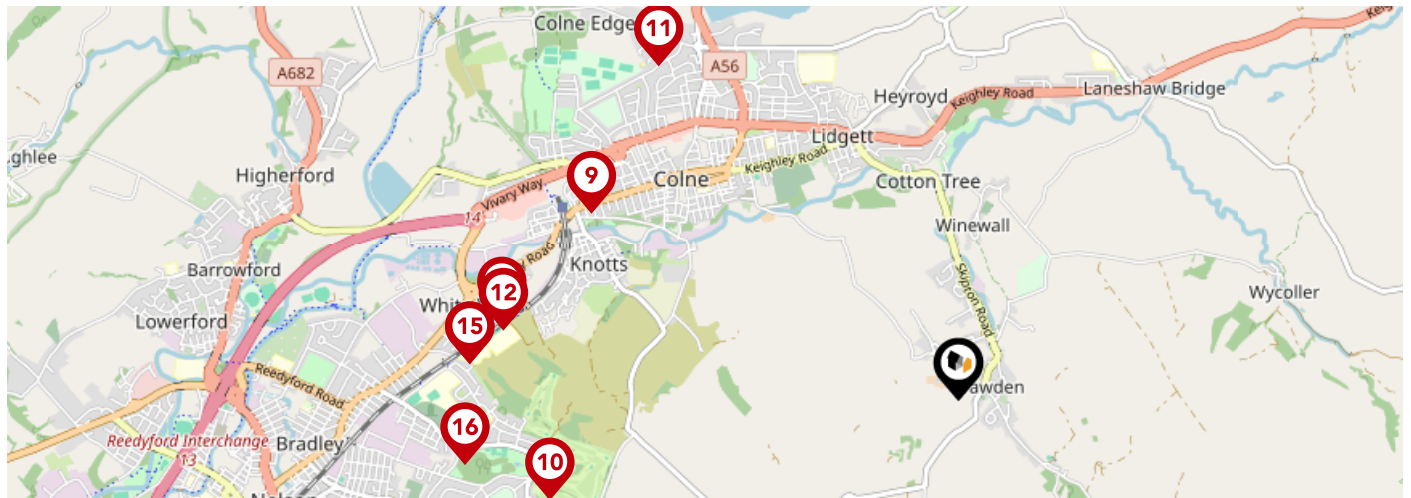 Colne Edge
11
A682
A56
Heyroyd
Keighley Road
Laneshaw Bridge
Lidgett
Higherford
9
Colne
Keighley Road
Cotton Tree
Vivary Way
14
Winewall
Barrowford
Knotts
Skipton Road
Wycoller
12
Lowerford
15
Reedyford Road
16
Reedyford Interchange
13
Bradley
10